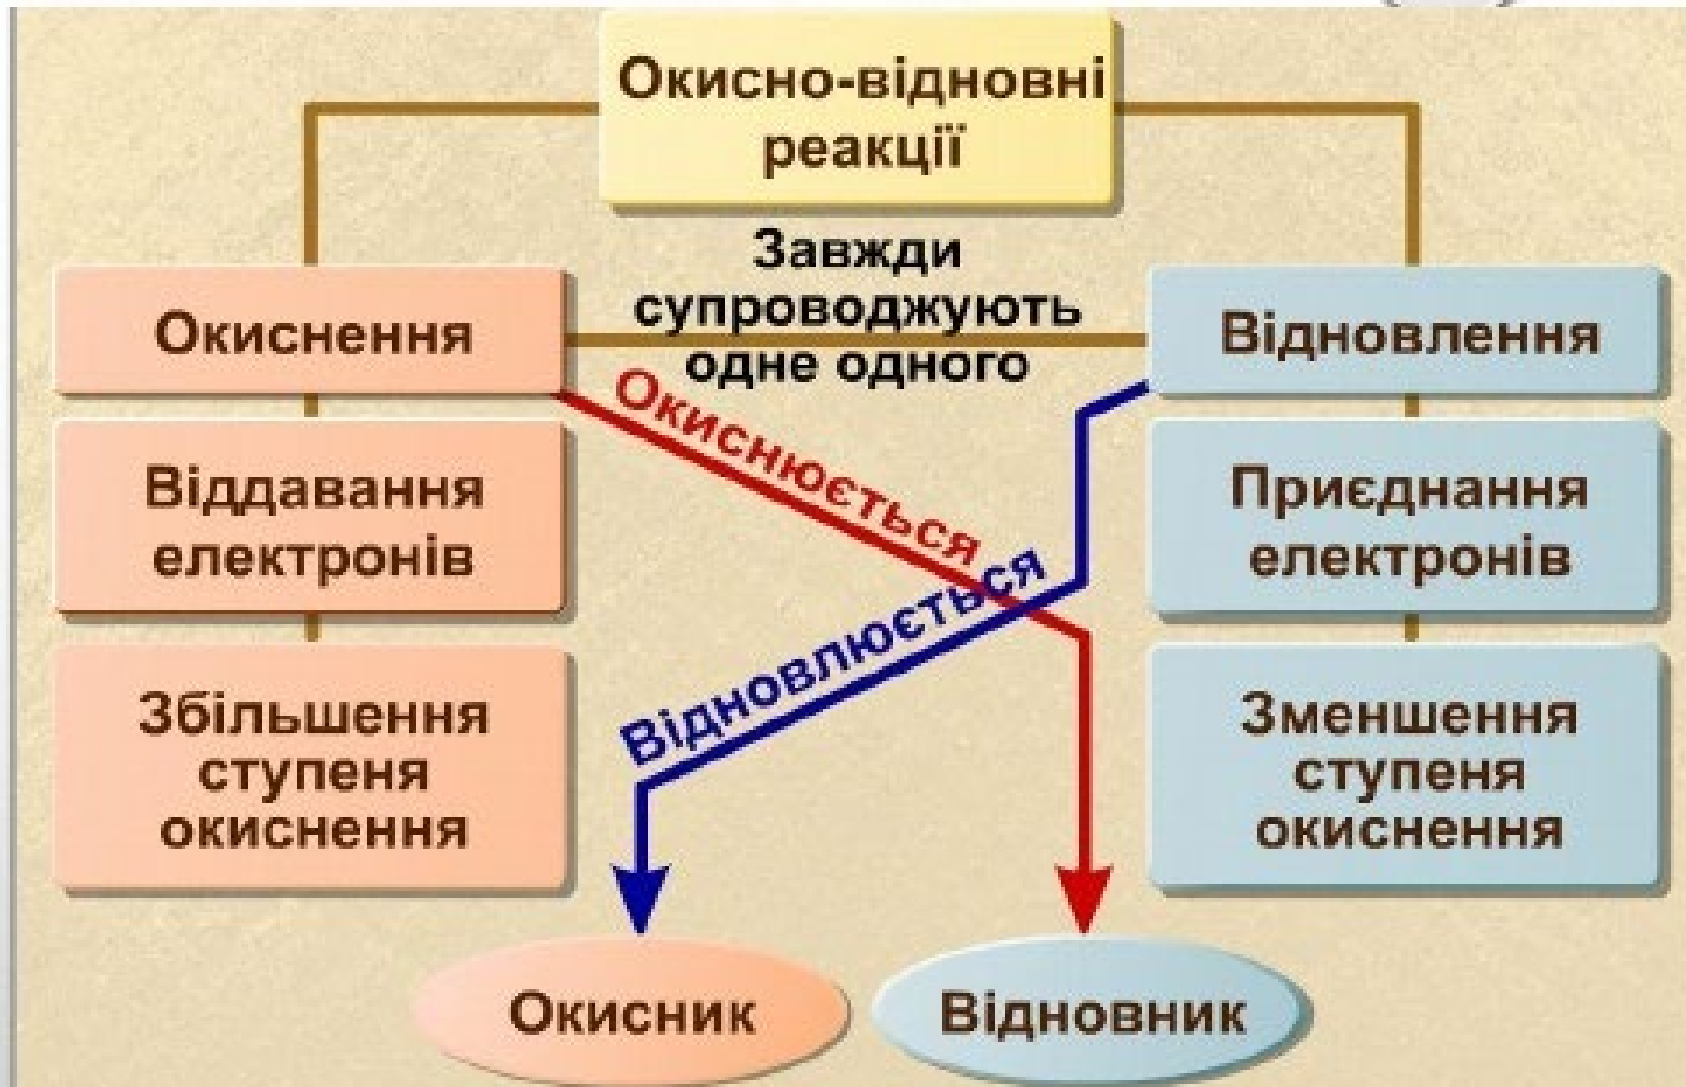 Окисно-відновні
реакції
Завжди
супроводжують
одне одного
Окиснення
Відновлення
Окиснюється
Відновлюється
Віддавання
електронів
Приєднання
електронів
Збільшення
ступеня
окиснення
Зменшення
ступеня
окиснення
Окисник
Відновник